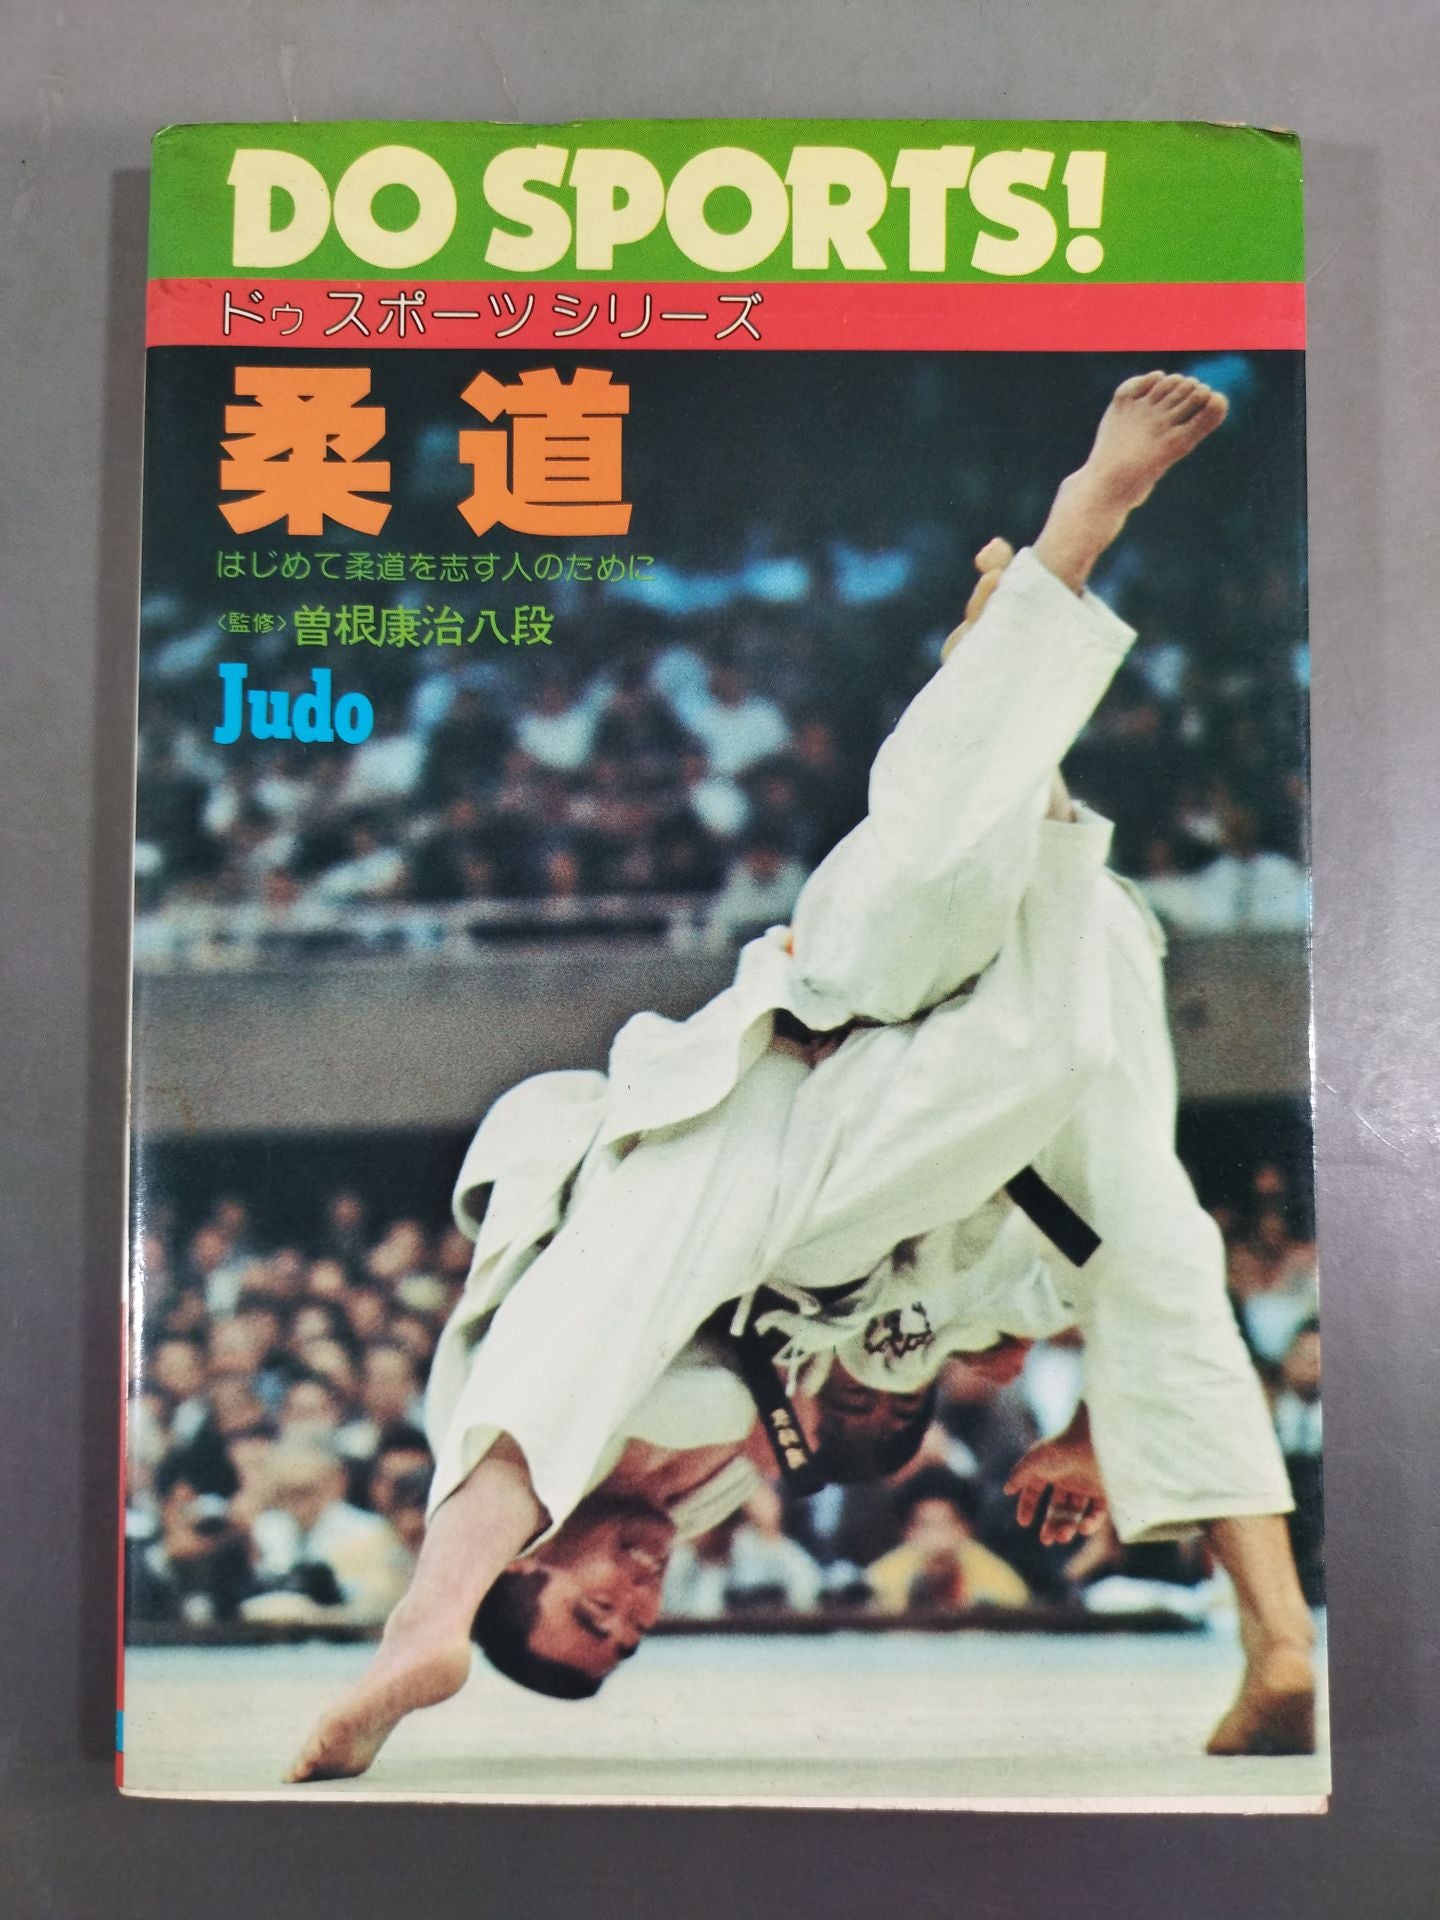 DO SPORTS!
ドゥ スポーツ シリーズ
柔道
はじめて柔道を志す人のために
〈監修〉曽根康治八段
Judo